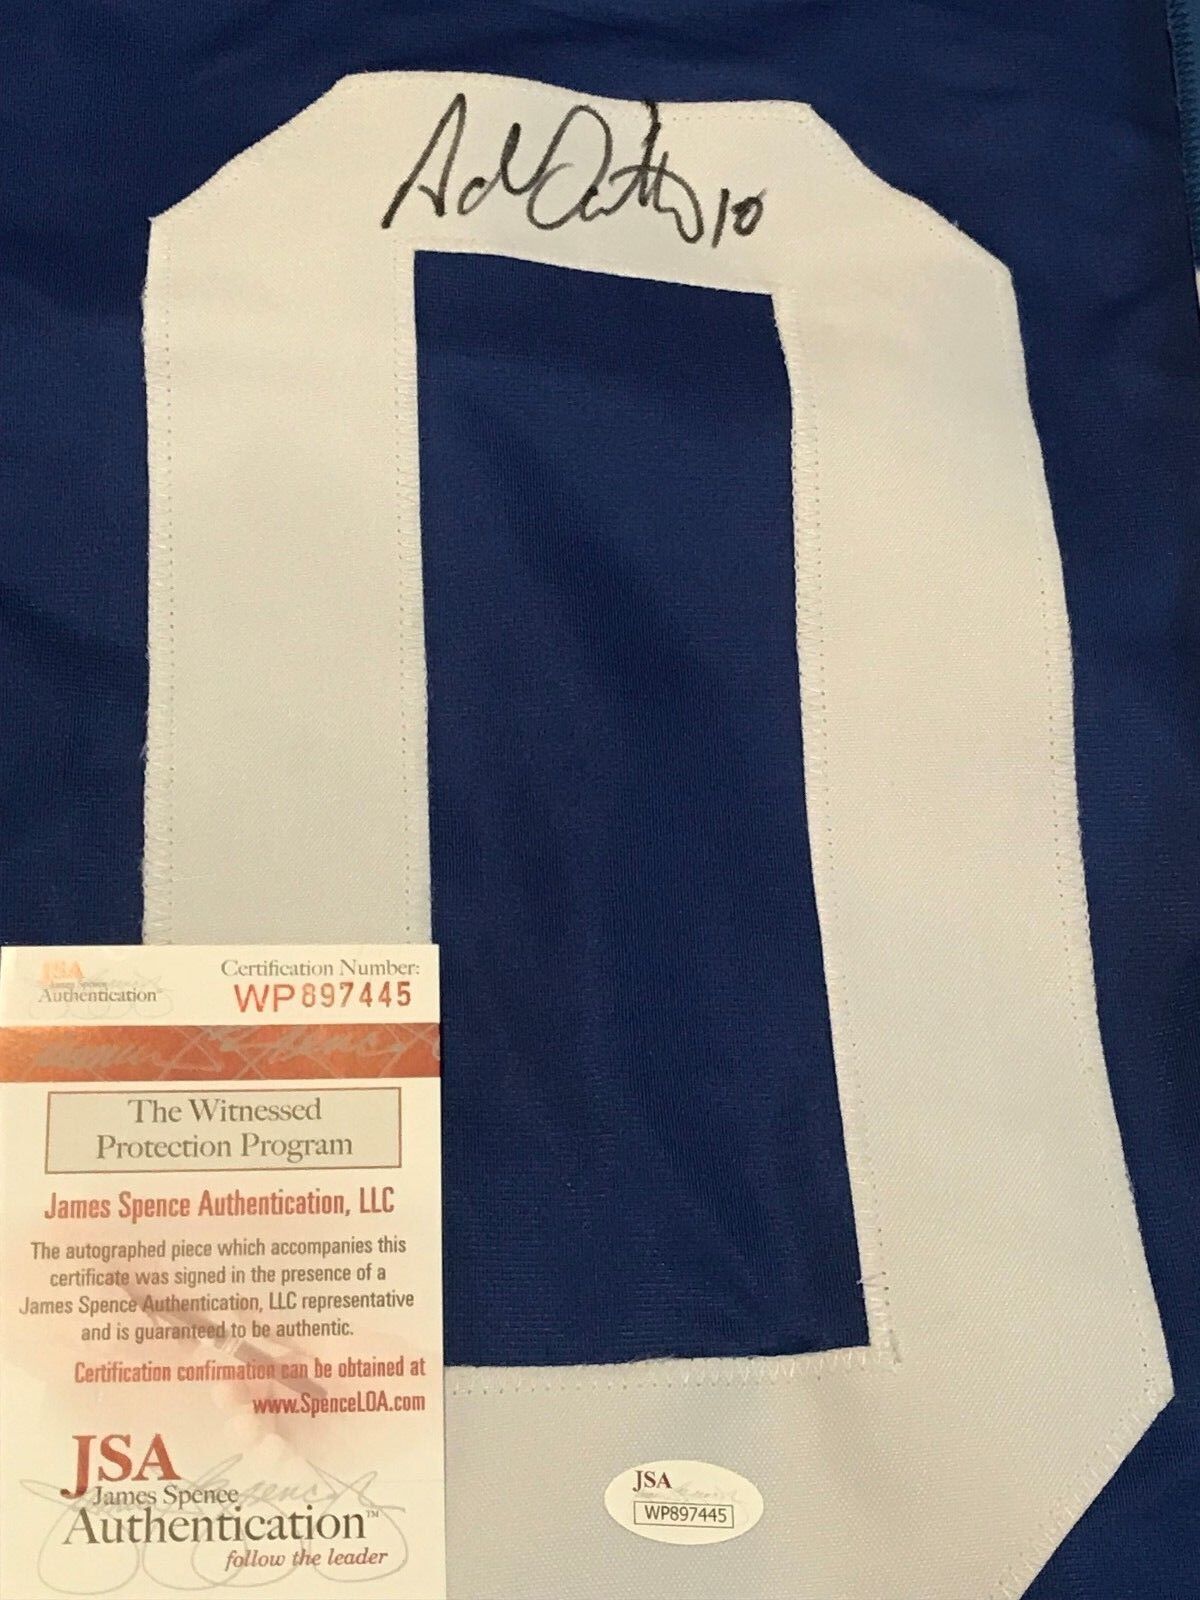 10
JSA
James Spence
Authentication
Certification Number:
WP897445
The Witnessed
Protection Program
James Spence Authentication, LLC
The autographed piece which accompanies this
certificate was signed in the presence of a
James Spence Authentication, LLC representative
and is guaranteed to be authentic.
Certification confirmation can be obtained at
www.SpenceLOA.com
JSA
James Spence
Authentication™
follow the leader
JSA
WP897445